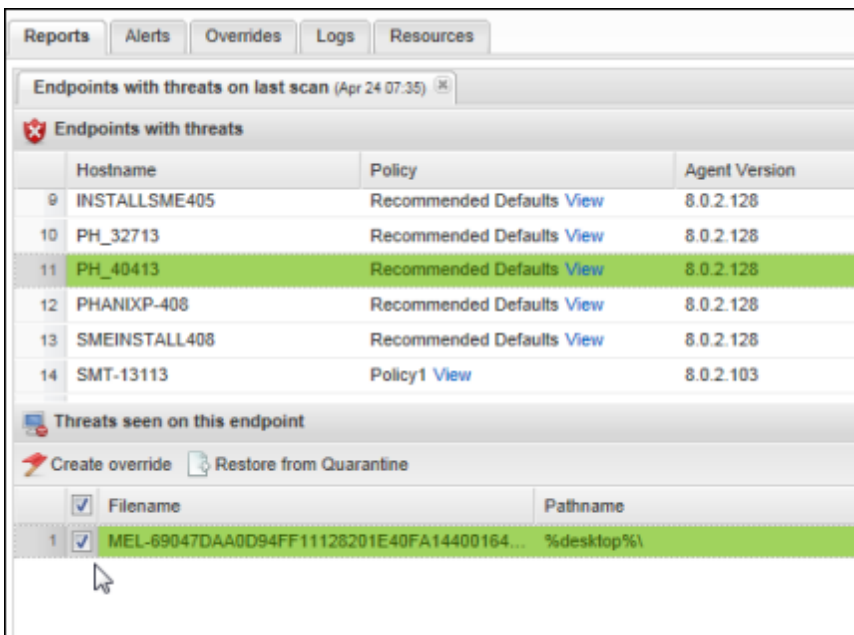 Reports Alerts Overrides Logs Resources
Endpoints with threats on last scan (Apr 24 07:35)
Endpoints with threats
Hostname Policy Agent Version
9 INSTALLSME405 Recommended Defaults View 8.0.2.128
10 PH_32713 Recommended Defaults View 8.0.2.128
11 PH_40413 Recommended Defaults View 8.0.2.128
12 PHANIXP-408 Recommended Defaults View 8.0.2.128
13 SMEINSTALL408 Recommended Defaults View 8.0.2.128
14 SMT-13113 Policy1 View 8.0.2.103
Threats seen on this endpoint
Create override Restore from Quarantine
Filename Pathname
1 MEL-69047DAA0D94FF11128201E40FA14400164... %desktop%\